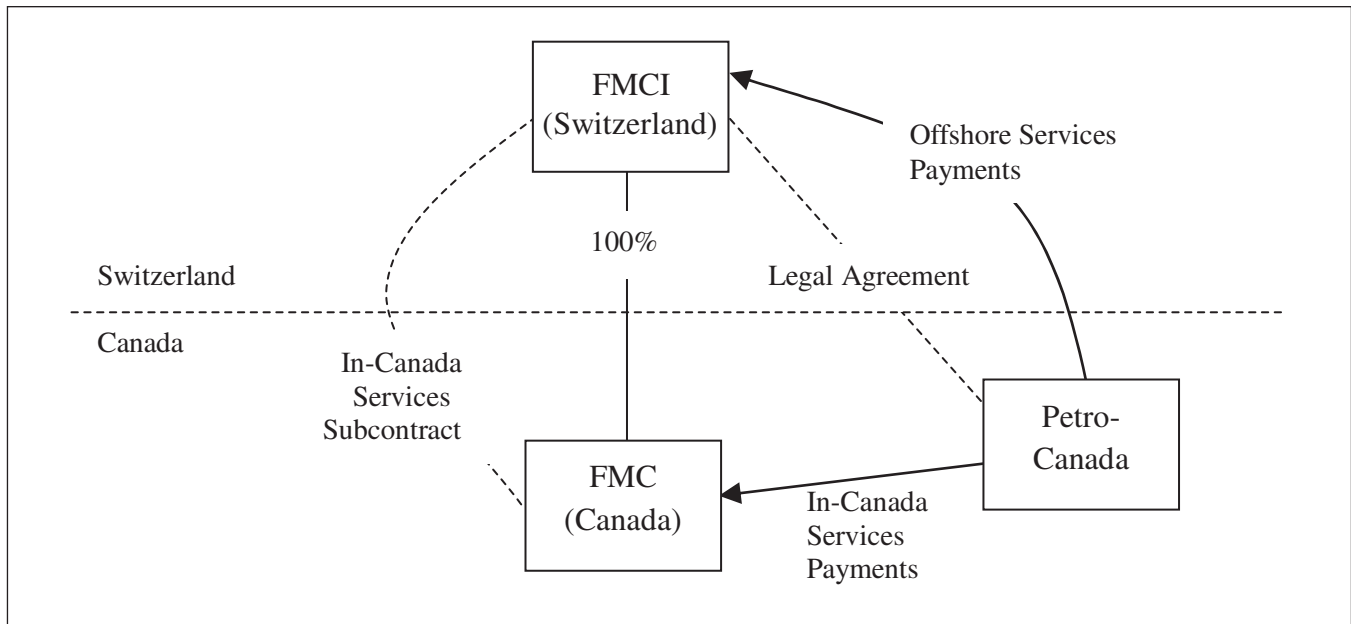 FMCI
(Switzerland)
Offshore Services
Payments
100%
Switzerland
Legal Agreement
Canada
In-Canada
Services
Subcontract
Petro-
Canada
FMC
(Canada)
In-Canada
Services
Payments